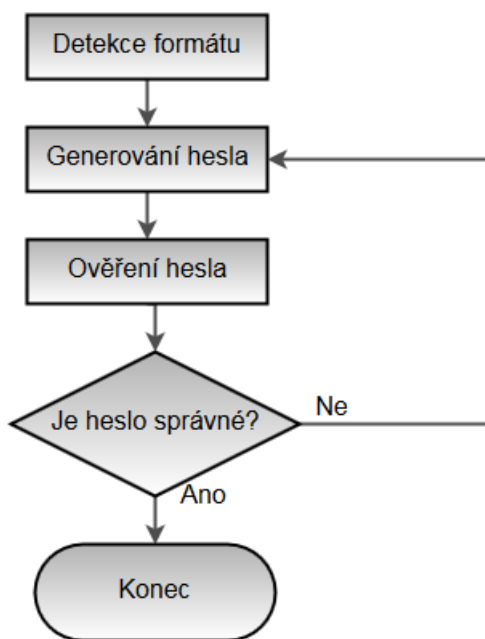 Detekce formátu
Generování hesla
Ověření hesla
Je heslo správné?
Ne
Ano
Konec